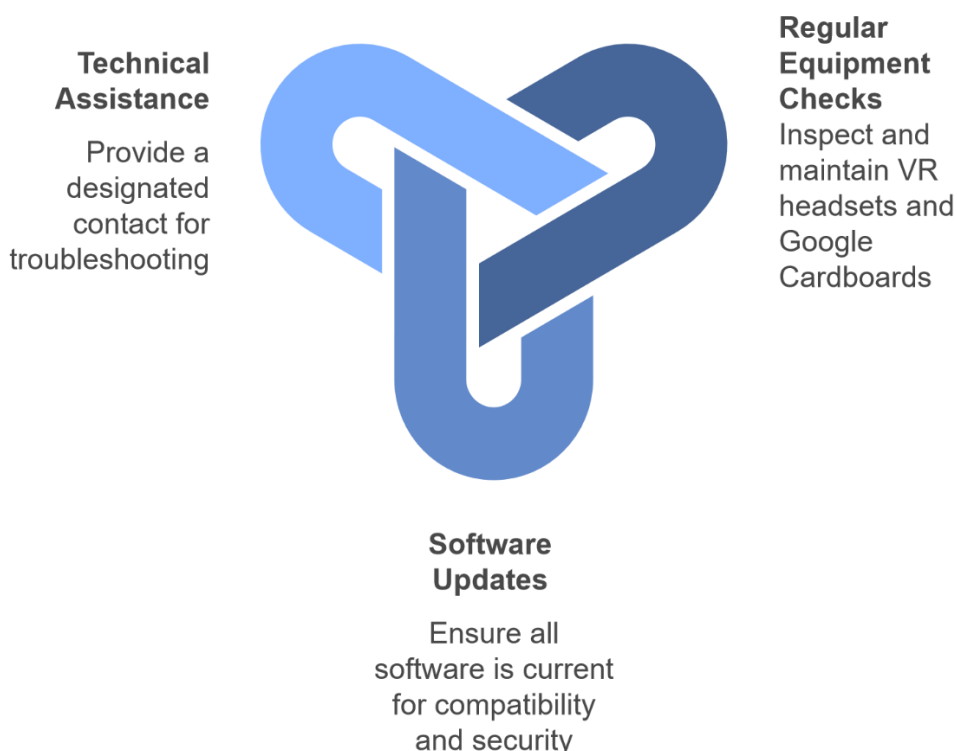 Technical
Assistance
Provide a
designated
contact for
troubleshooting
Regular
Equipment
Checks
Inspect and
maintain VR
headsets and
Google
Cardboards
Software
Updates
Ensure all
software is current
for compatibility
and security